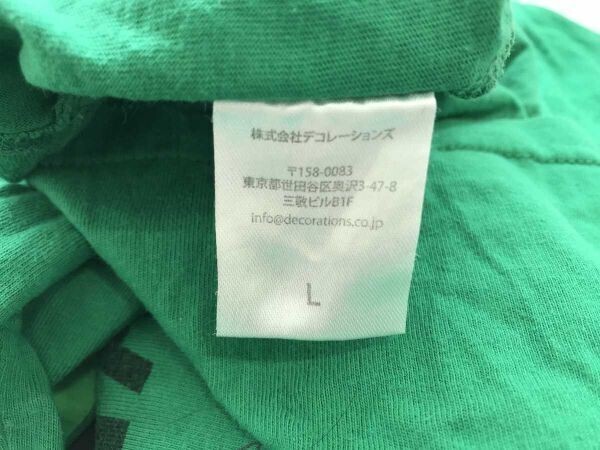 株式会社デコレーションズ
〒158-0083
東京都世田谷区奥沢3-47-8
三敬ビルB1F
info@decorations.co.jp
L